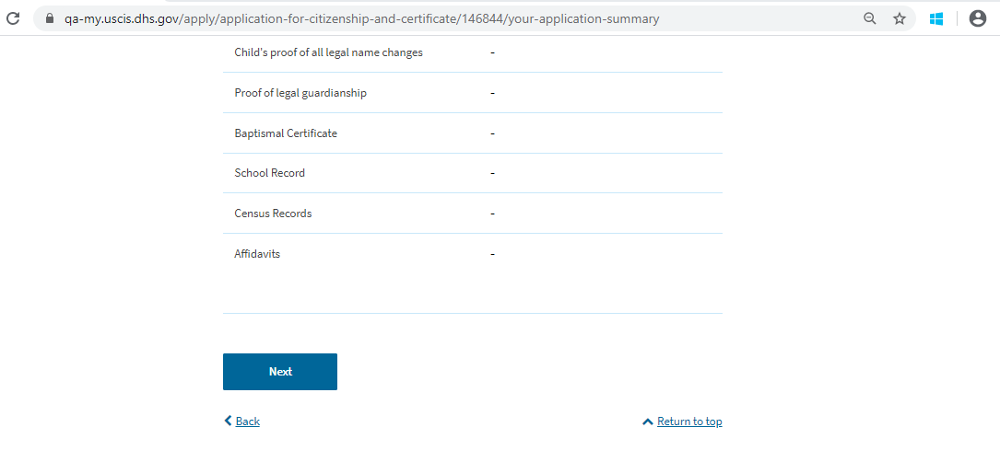 qa-my.uscis.dhs.gov/apply/application-for-citizenship-and-certificate/146844/your-application-summary
Child's proof of all legal name changes -
Proof of legal guardianship -
Baptismal Certificate -
School Record -
Census Records -
Affidavits -
Next
Back Return to top